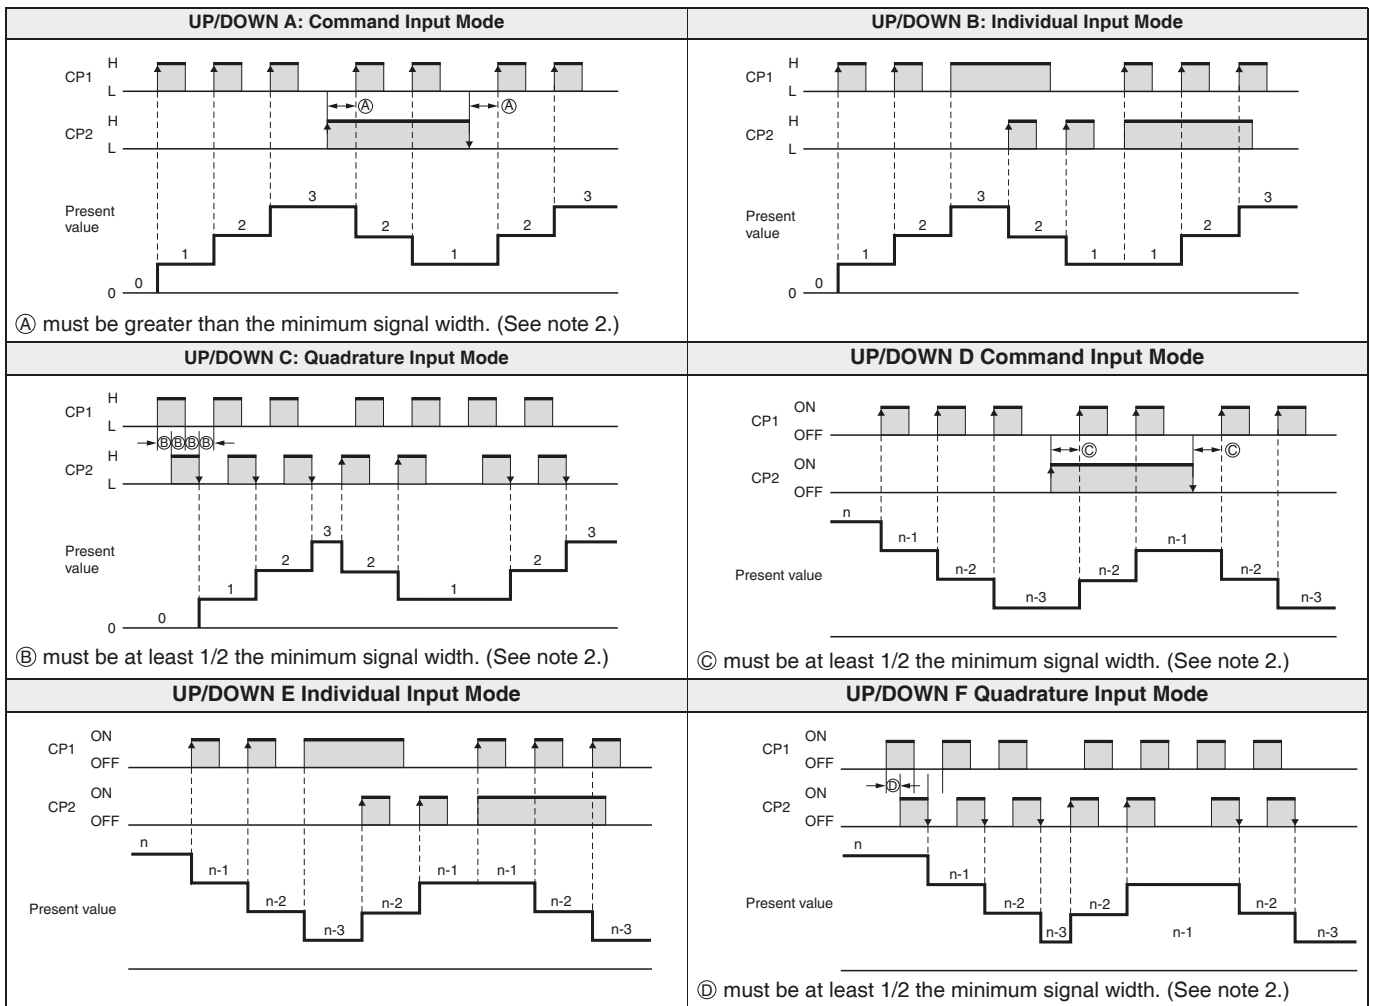 UP/DOWN A: Command Input Mode
CP1
H
L
Ⓐ
Ⓐ
CP2
H
L
Present
value
0
0
1
2
3
2
1
2
3
Ⓐ must be greater than the minimum signal width. (See note 2.)
UP/DOWN B: Individual Input Mode
CP1
H
L
CP2
H
L
Present
value
0
0
1
2
3
2
1
1
2
3
UP/DOWN C: Quadrature Input Mode
CP1
H
L
Ⓑ Ⓑ Ⓑ Ⓑ
CP2
H
L
Present
value
0
0
1
2
3
2
1
2
3
Ⓑ must be at least 1/2 the minimum signal width. (See note 2.)
UP/DOWN D Command Input Mode
CP1
ON
OFF
Ⓒ
Ⓒ
CP2
ON
OFF
Present value
n
n-1
n-2
n-3
n-2
n-1
n-2
n-3
Ⓒ must be at least 1/2 the minimum signal width. (See note 2.)
UP/DOWN E Individual Input Mode
CP1
ON
OFF
CP2
ON
OFF
Present value
n
n-1
n-2
n-3
n-2
n-1
n-1
n-2
n-3
UP/DOWN F Quadrature Input Mode
CP1
ON
OFF
Ⓓ
CP2
ON
OFF
Present value
n
n-1
n-2
n-3
n-2
n-1
n-2
n-3
Ⓓ must be at least 1/2 the minimum signal width. (See note 2.)